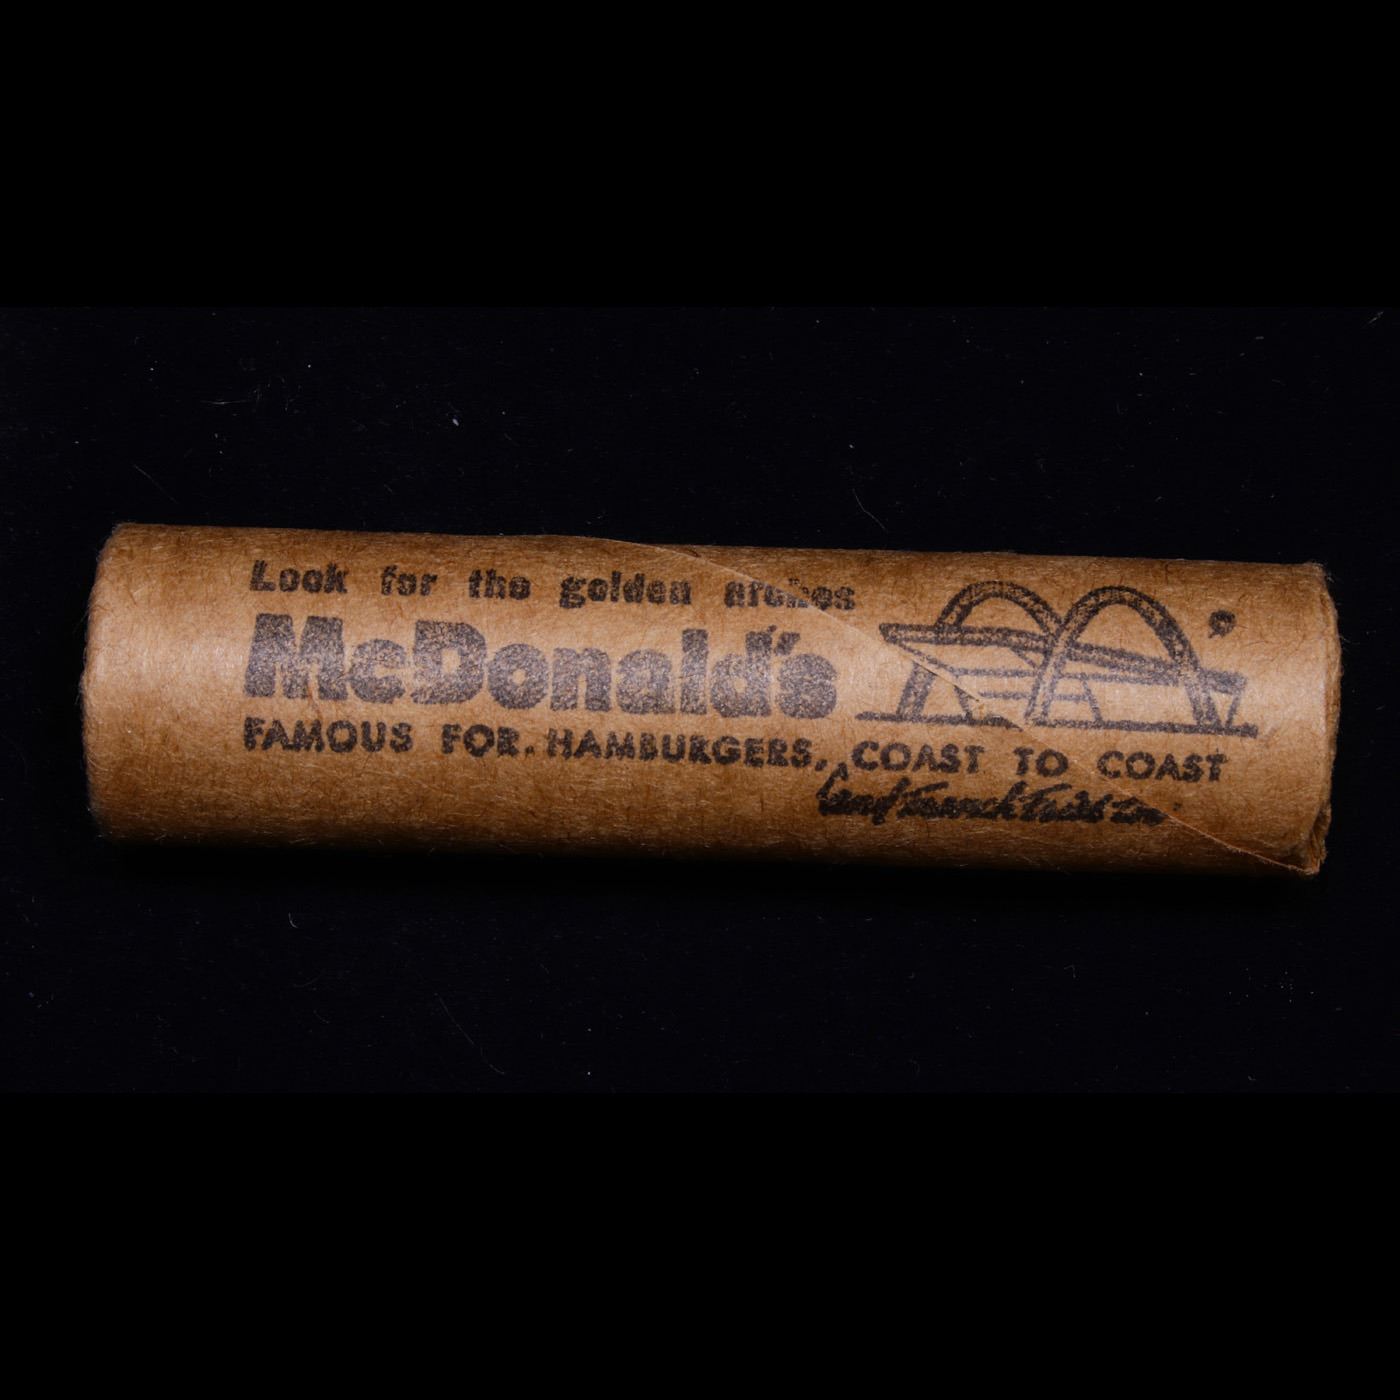 Look for the golden arches
McDonald's
FAMOUS FOR HAMBURGERS, COAST TO COAST